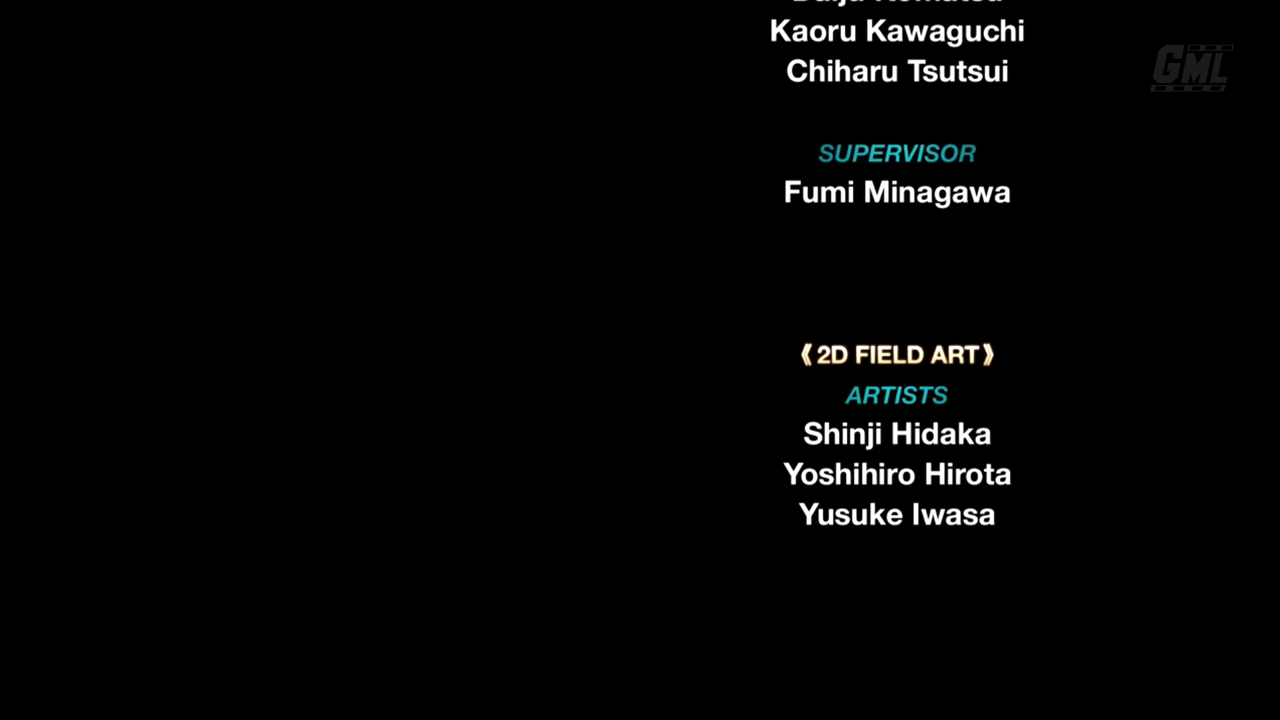 Kaoru Kawaguchi
Chiharu Tsutsui
GML
SUPERVISOR
Fumi Minagawa
《2D FIELD ART》
ARTISTS
Shinji Hidaka
Yoshihiro Hirota
Yusuke Iwasa